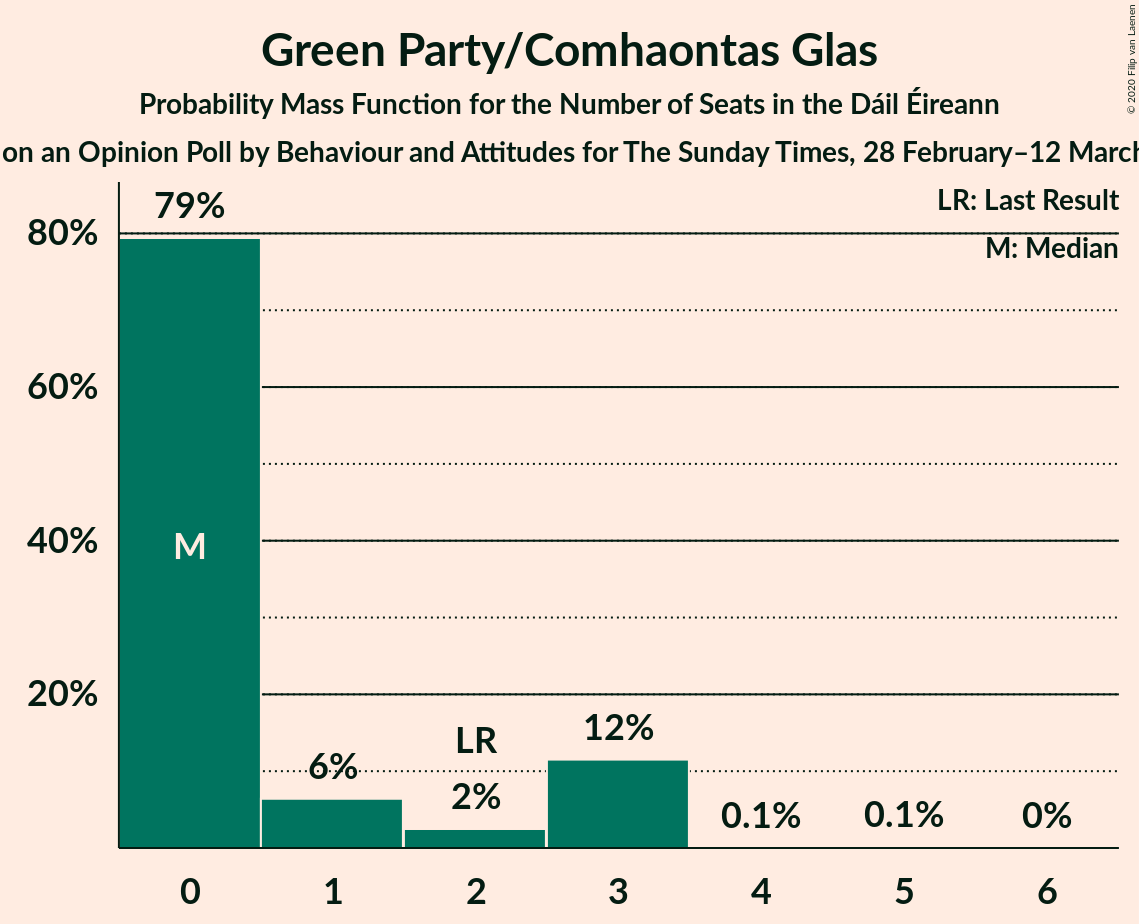 Green Party/Comhaontas Glas
Probability Mass Function for the Number of Seats in the Dáil Éireann
on an Opinion Poll by Behaviour and Attitudes for The Sunday Times, 28 February–12 March
© 2020 Filip van Laenen
LR: Last Result
M: Median
80%
60%
40%
20%
79%
M
6%
LR
2%
12%
0.1%
0.1%
0%
0 1 2 3 4 5 6